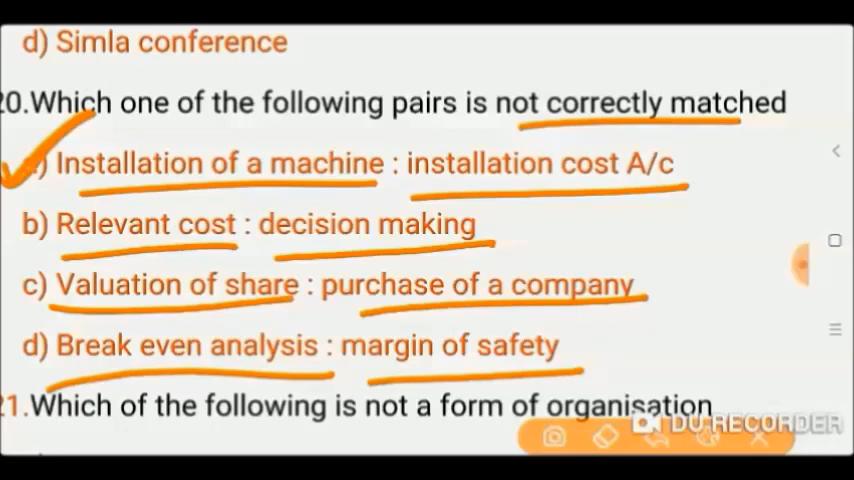 d) Simla conference
20.Which one of the following pairs is not correctly matched
a) Installation of a machine : installation cost A/c
b) Relevant cost : decision making
c) Valuation of share : purchase of a company
d) Break even analysis : margin of safety
21.Which of the following is not a form of organisation
DU RECORDER